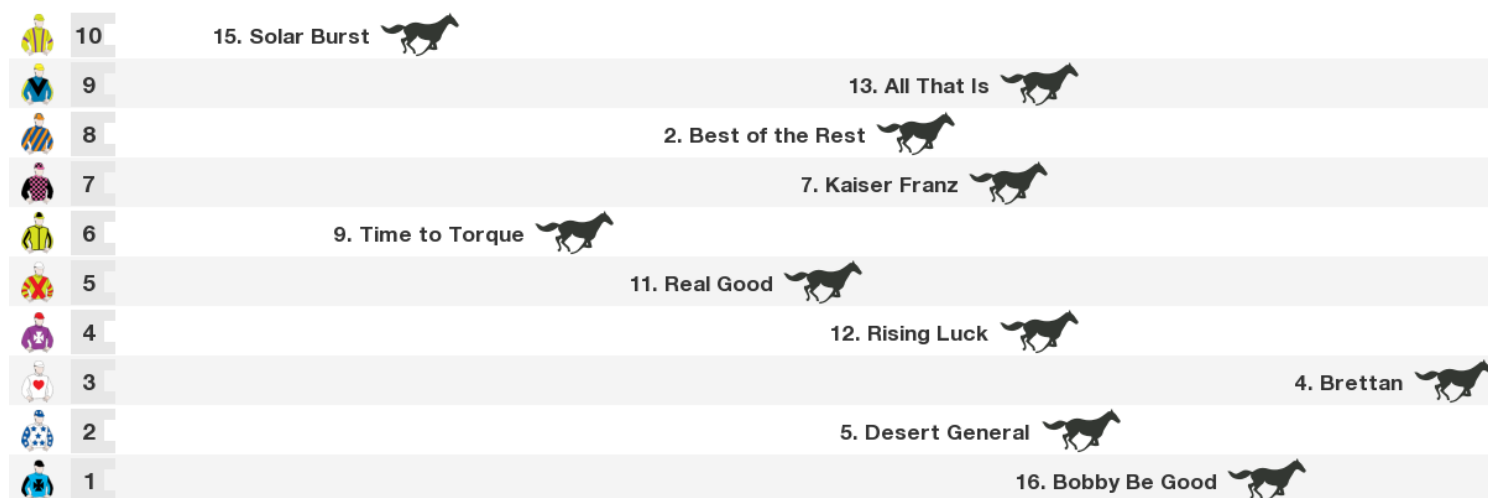 10 15. Solar Burst
9 13. All That Is
8 2. Best of the Rest
7 7. Kaiser Franz
6 9. Time to Torque
5 11. Real Good
4 12. Rising Luck
3 4. Brettan
2 5. Desert General
1 16. Bobby Be Good